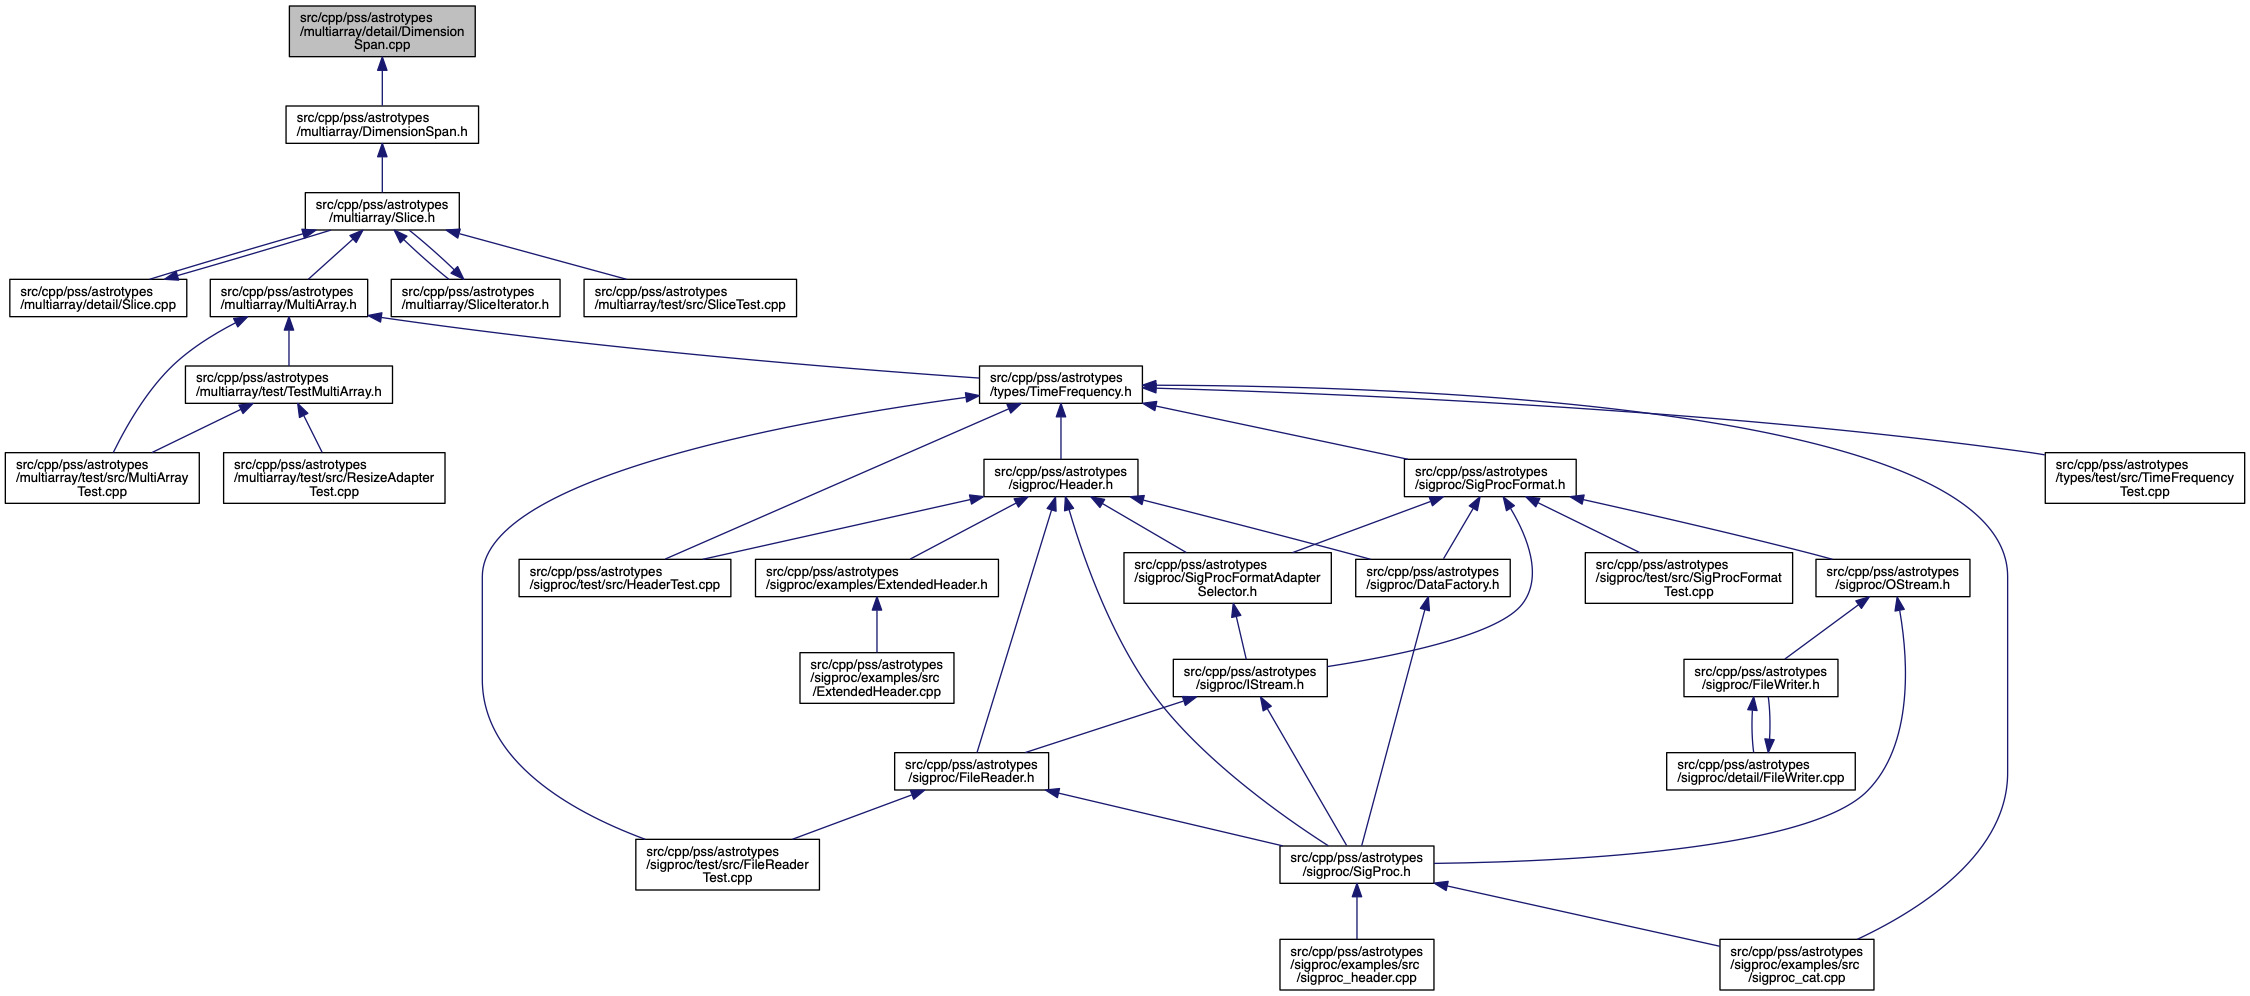 src/cpp/pss/astrotypes
/multiarray/detail/Dimension
Span.cpp
src/cpp/pss/astrotypes
/multiarray/DimensionSpan.h
src/cpp/pss/astrotypes
/multiarray/Slice.h
src/cpp/pss/astrotypes
/multiarray/detail/Slice.cpp
src/cpp/pss/astrotypes
/multiarray/MultiArray.h
src/cpp/pss/astrotypes
/multiarray/SliceIterator.h
src/cpp/pss/astrotypes
/multiarray/test/src/SliceTest.cpp
src/cpp/pss/astrotypes
/multiarray/test/TestMultiArray.h
src/cpp/pss/astrotypes
/types/TimeFrequency.h
src/cpp/pss/astrotypes
/multiarray/test/src/MultiArray
Test.cpp
src/cpp/pss/astrotypes
/multiarray/test/src/ResizeAdapter
Test.cpp
src/cpp/pss/astrotypes
/sigproc/Header.h
src/cpp/pss/astrotypes
/sigproc/SigProcFormat.h
src/cpp/pss/astrotypes
/types/test/src/TimeFrequency
Test.cpp
src/cpp/pss/astrotypes
/sigproc/test/src/HeaderTest.cpp
src/cpp/pss/astrotypes
/sigproc/examples/ExtendedHeader.h
src/cpp/pss/astrotypes
/sigproc/SigProcFormatAdapter
Selector.h
src/cpp/pss/astrotypes
/sigproc/DataFactory.h
src/cpp/pss/astrotypes
/sigproc/test/src/SigProcFormat
Test.cpp
src/cpp/pss/astrotypes
/sigproc/OStream.h
src/cpp/pss/astrotypes
/sigproc/examples/src
/ExtendedHeader.cpp
src/cpp/pss/astrotypes
/sigproc/IStream.h
src/cpp/pss/astrotypes
/sigproc/FileWriter.h
src/cpp/pss/astrotypes
/sigproc/FileReader.h
src/cpp/pss/astrotypes
/sigproc/detail/FileWriter.cpp
src/cpp/pss/astrotypes
/sigproc/test/src/FileReader
Test.cpp
src/cpp/pss/astrotypes
/sigproc/SigProc.h
src/cpp/pss/astrotypes
/sigproc/examples/src
/sigproc_header.cpp
src/cpp/pss/astrotypes
/sigproc/examples/src
/sigproc_cat.cpp